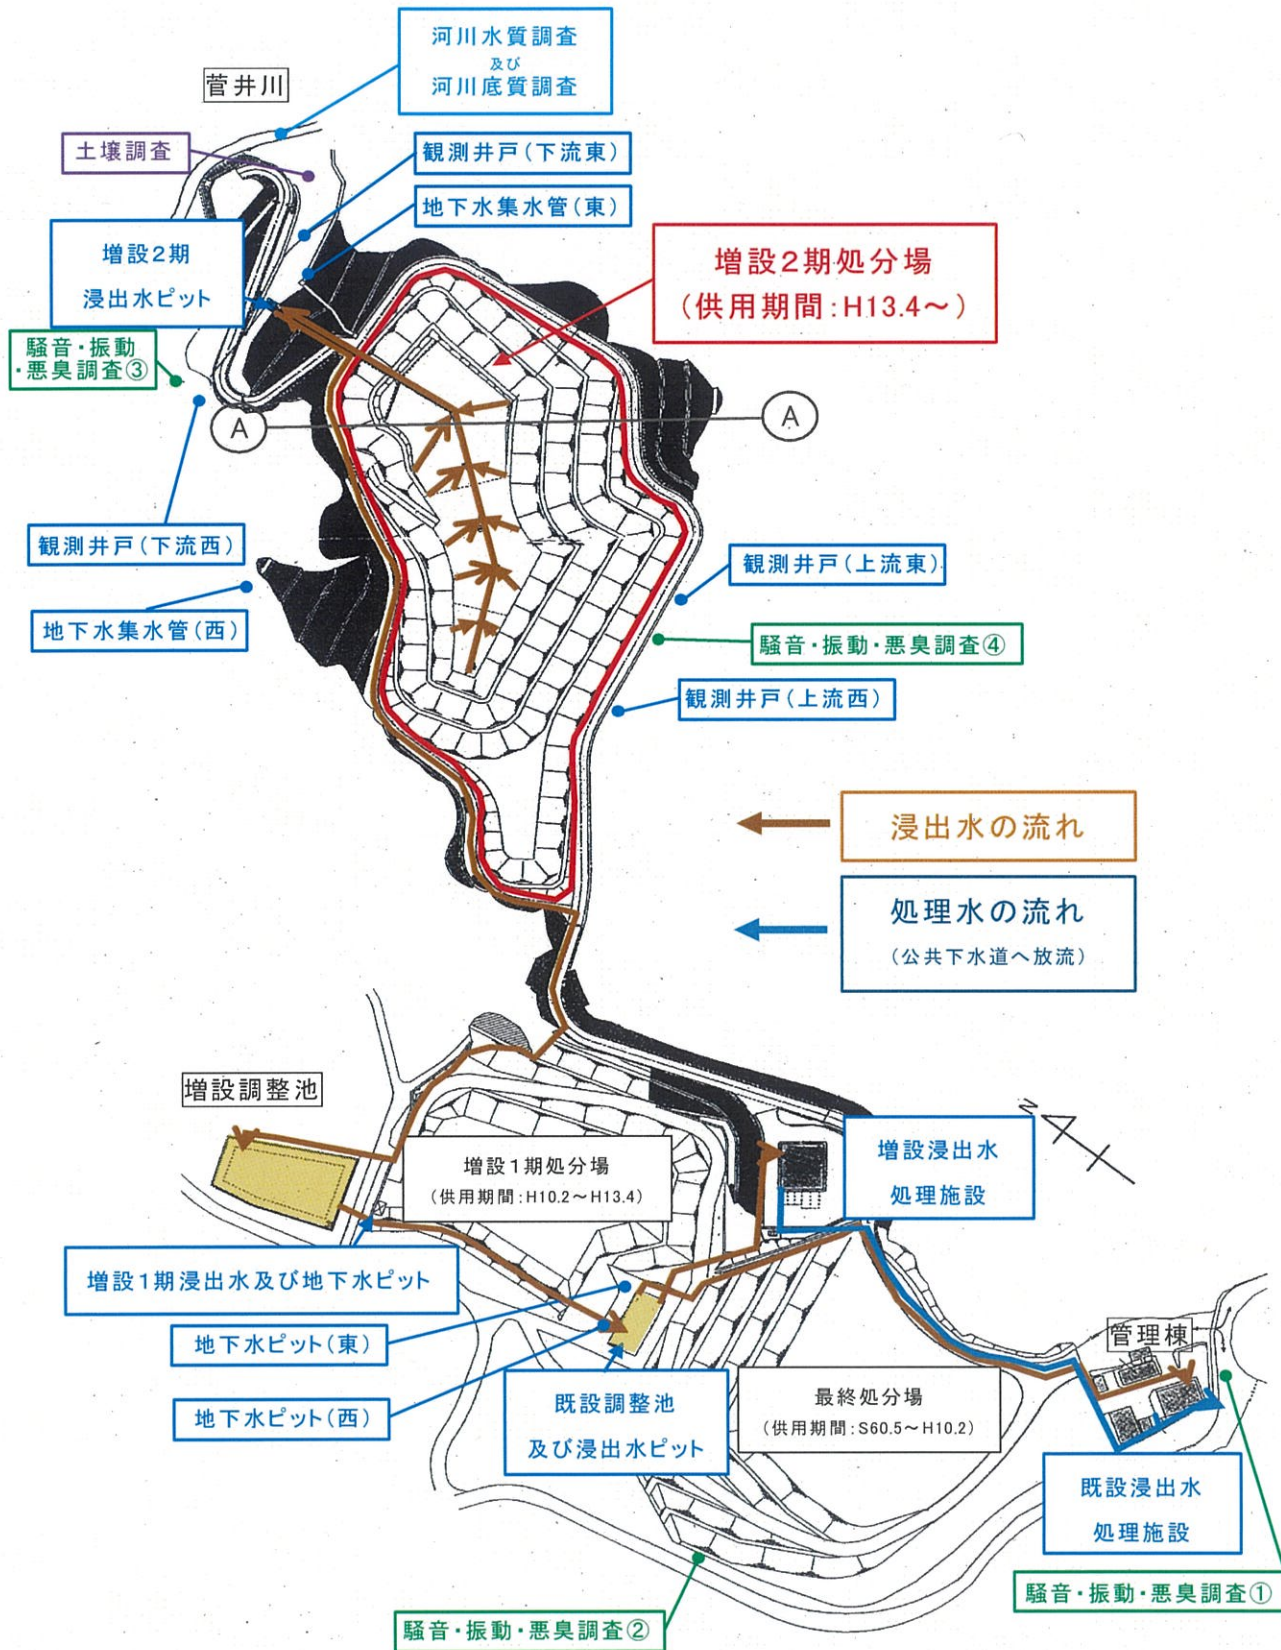 河川水質調査
及び
河川底質調査
菅井川
土壌調査
観測井戸(下流東)
地下水集水管(東)
増設2期
浸出水ピット
増設2期処分場
(供用期間:H13.4～)
騒音・振動
・悪臭調査③
A
A
観測井戸(下流西)
観測井戸(上流東)
地下水集水管(西)
騒音・振動・悪臭調査④
観測井戸(上流西)
浸出水の流れ
処理水の流れ
(公共下水道へ放流)
増設調整池
N
増設1期処分場
(供用期間:H10.2～H13.4)
増設浸出水
処理施設
増設1期浸出水及び地下水ピット
地下水ピット(東)
管理棟
地下水ピット(西)
既設調整池
及び浸出水ピット
最終処分場
(供用期間:S60.5～H10.2)
既設浸出水
処理施設
騒音・振動・悪臭調査①
騒音・振動・悪臭調査②